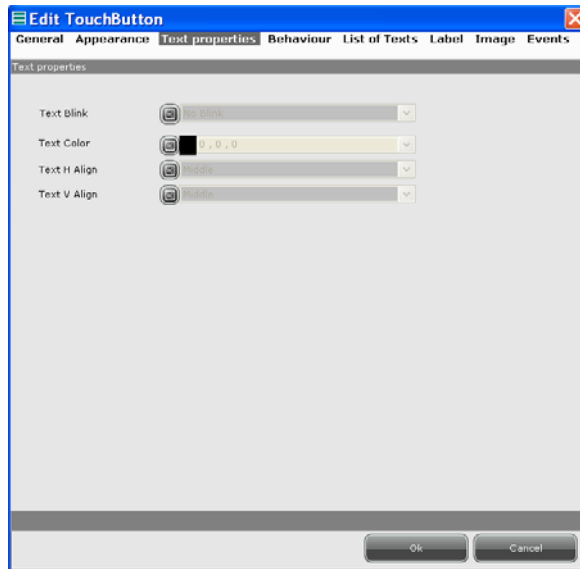 Edit TouchButton
General Appearance Text properties Behaviour List of Texts Label Image Events
Text properties
Text Blink No Blink
Text Color 0 , 0 , 0
Text H Align Middle
Text V Align Middle
Ok Cancel